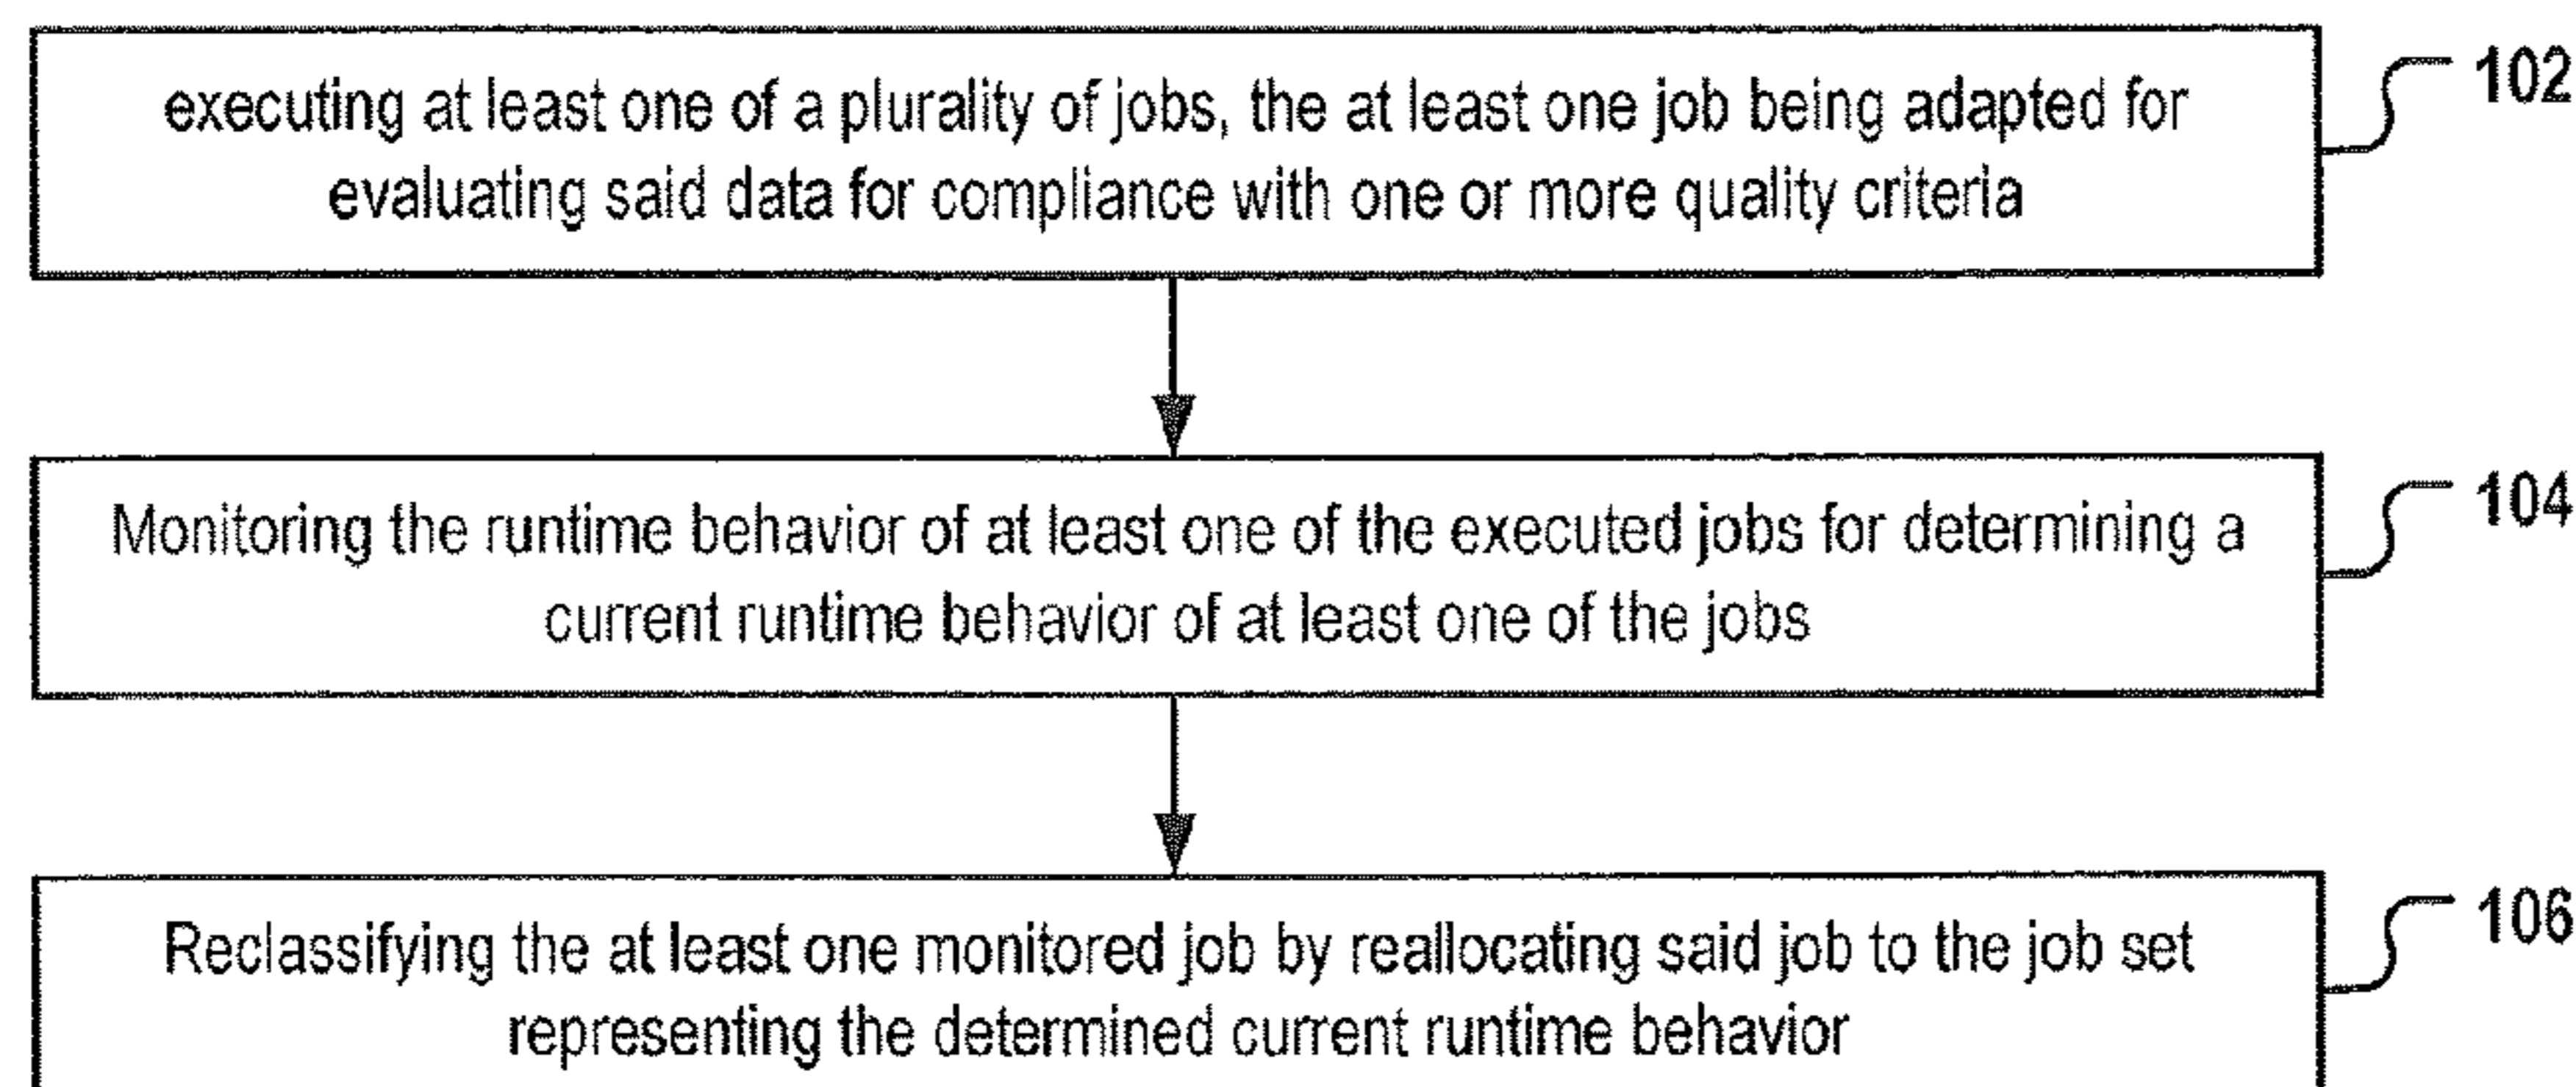 executing at least one of a plurality of jobs, the at least one job being adapted for
102
evaluating said data for compliance with one or more quality criteria
Monitoring the runtime behavior of at least one of the executed jobs for determining a
104
current runtime behavior of at least one of the jobs
Reclassifying the at least one monitored job by reallocating said job to the job set
106
representing the determined current runtime behavior